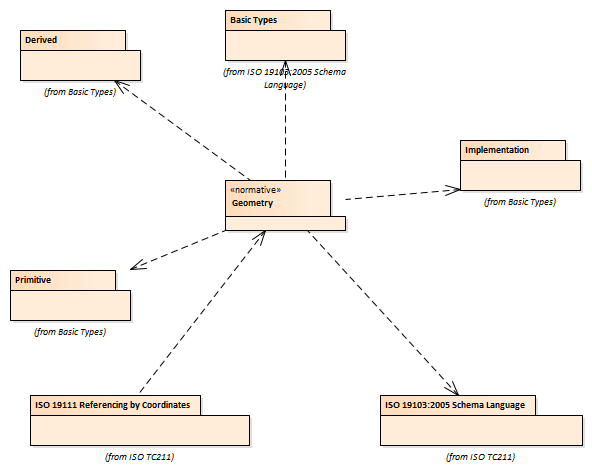 Basic Types
(from ISO 19103:2005 Schema
Language)
Derived
(from Basic Types)
Implementation
(from Basic Types)
«normative»
Geometry
Primitive
(from Basic Types)
ISO 19111 Referencing by Coordinates
(from ISO TC211)
ISO 19103:2005 Schema Language
(from ISO TC211)